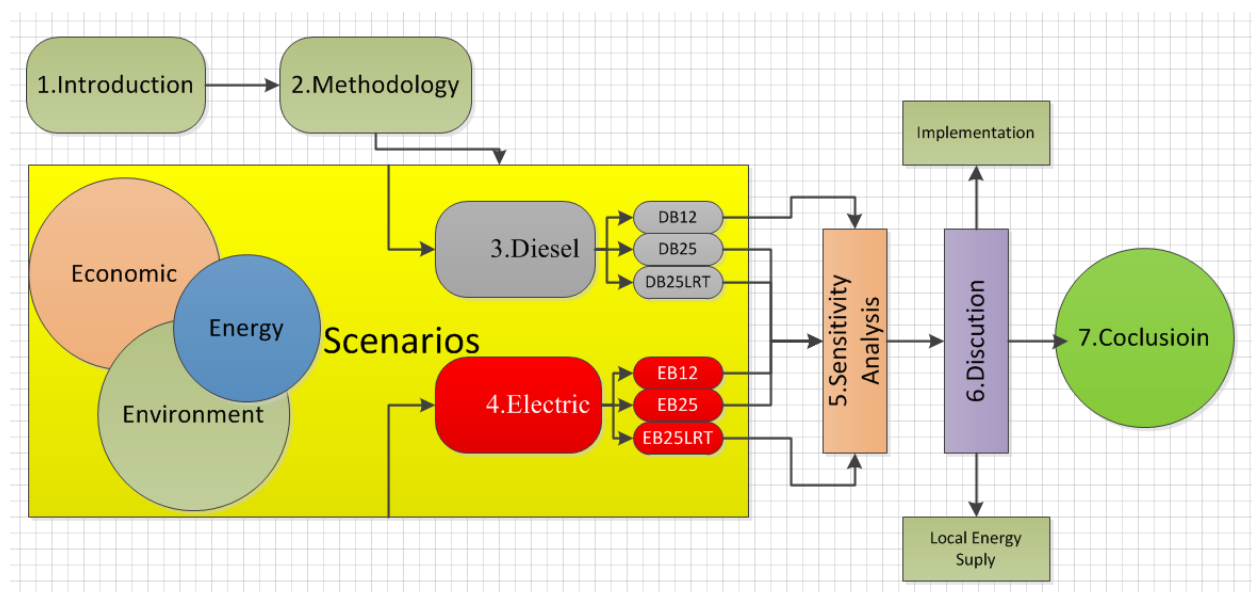 1.Introduction
2.Methodology
Implementation
Economic
Energy
Environment
Scenarios
3.Diesel
DB12
DB25
DB25LRT
4.Electric
EB12
EB25
EB25LRT
5.Sensitivity
Analysis
6.Discution
7.Coclusioin
Local Energy
Suply